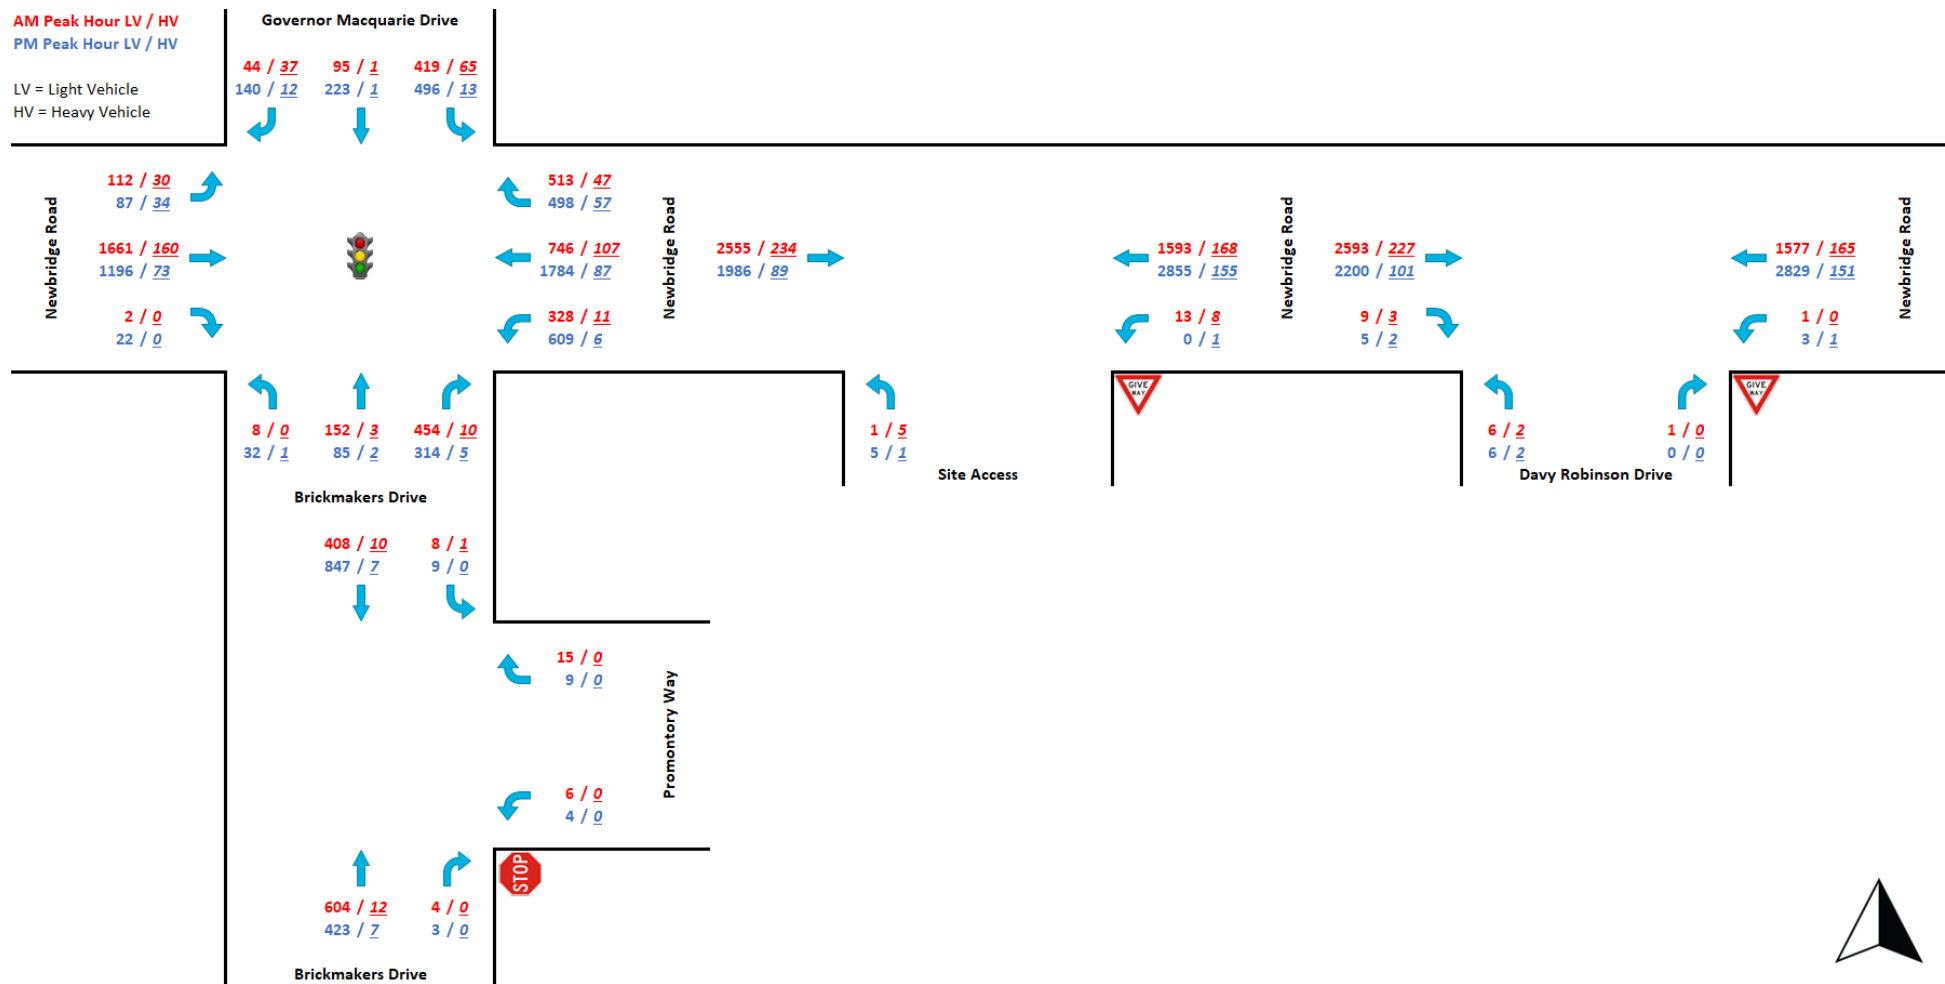 AM Peak Hour LV / HV
PM Peak Hour LV / HV
LV = Light Vehicle
HV = Heavy Vehicle
Governor Macquarie Drive
44 / 37 95 / 1 419 / 65
140 / 12 223 / 1 496 / 13
Newbridge Road
112 / 30
87 / 34
1661 / 160
1196 / 73
2 / 0
22 / 0
513 / 47
498 / 57
746 / 107
1784 / 87
328 / 11
609 / 6
Newbridge Road
2555 / 234
1986 / 89
1593 / 168
2855 / 155
13 / 8
0 / 1
Newbridge Road
2593 / 227
2200 / 101
9 / 3
5 / 2
1577 / 165
2829 / 151
1 / 0
3 / 1
Newbridge Road
GIVE
WAY
GIVE
WAY
8 / 0 152 / 3 454 / 10
32 / 1 85 / 2 314 / 5
Brickmakers Drive
1 / 5
5 / 1
Site Access
6 / 2 1 / 0
6 / 2 0 / 0
Davy Robinson Drive
408 / 10 8 / 1
847 / 7 9 / 0
15 / 0
9 / 0
Promontory Way
6 / 0
4 / 0
STOP
604 / 12 4 / 0
423 / 7 3 / 0
Brickmakers Drive